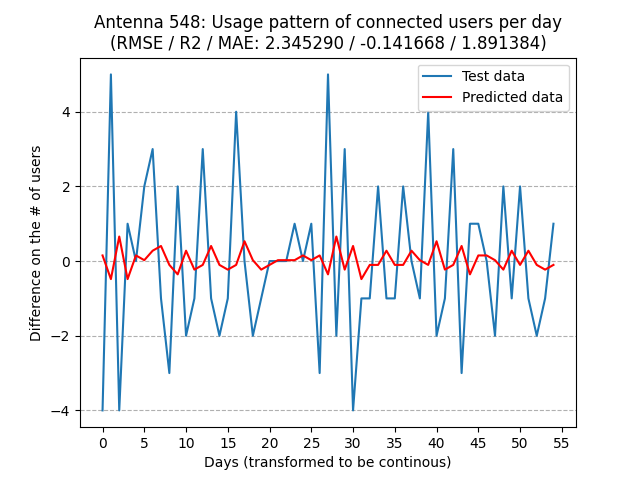 Antenna 548: Usage pattern of connected users per day
(RMSE / R2 / MAE: 2.345290 / -0.141668 / 1.891384)
Test data
Predicted data
Difference on the # of users
4
2
0
−2
−4
0 5 10 15 20 25 30 35 40 45 50 55
Days (transformed to be continous)